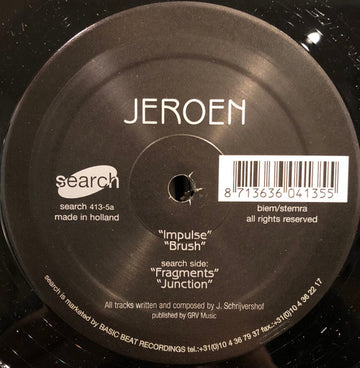 JEROEN
search
search 413-5a
made in holland
8 713636 041355
biem/stemra
all rights reserved
"Impulse"
"Brush"
search side:
"Fragments"
"Junction"
All tracks written and composed by J. Schrijvershof
published by GRV Music
search is marketed by BASIC BEAT RECORDINGS tel.:+31(0)10 4 36 79 37 fax.:+31(0)10 4 36 22 17